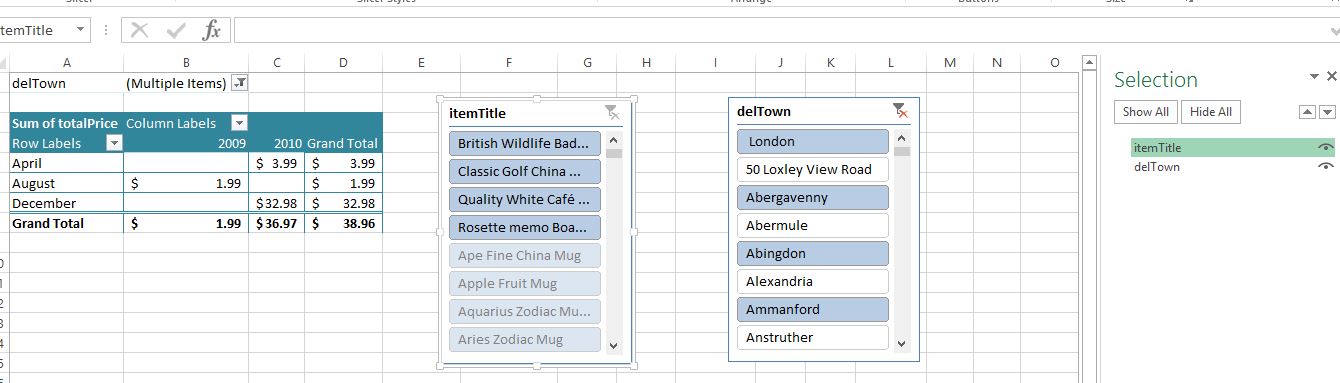 temTitle
fx
A B C D E F G H I J K L M N O
delTown (Multiple Items)
Sum of totalPrice Column Labels
Row Labels 2009 2010 Grand Total
April $ 3.99 $ 3.99
August $ 1.99 $ 1.99
December $32.98 $ 32.98
Grand Total $ 1.99 $36.97 $ 38.96
itemTitle
British Wildlife Bad...
Classic Golf China ...
Quality White Café ...
Rosette memo Boa...
Ape Fine China Mug
Apple Fruit Mug
Aquarius Zodiac Mu...
Aries Zodiac Mug
delTown
London
50 Loxley View Road
Abergavenny
Abermule
Abingdon
Alexandria
Ammanford
Anstruther
Selection
Show All Hide All
itemTitle
delTown